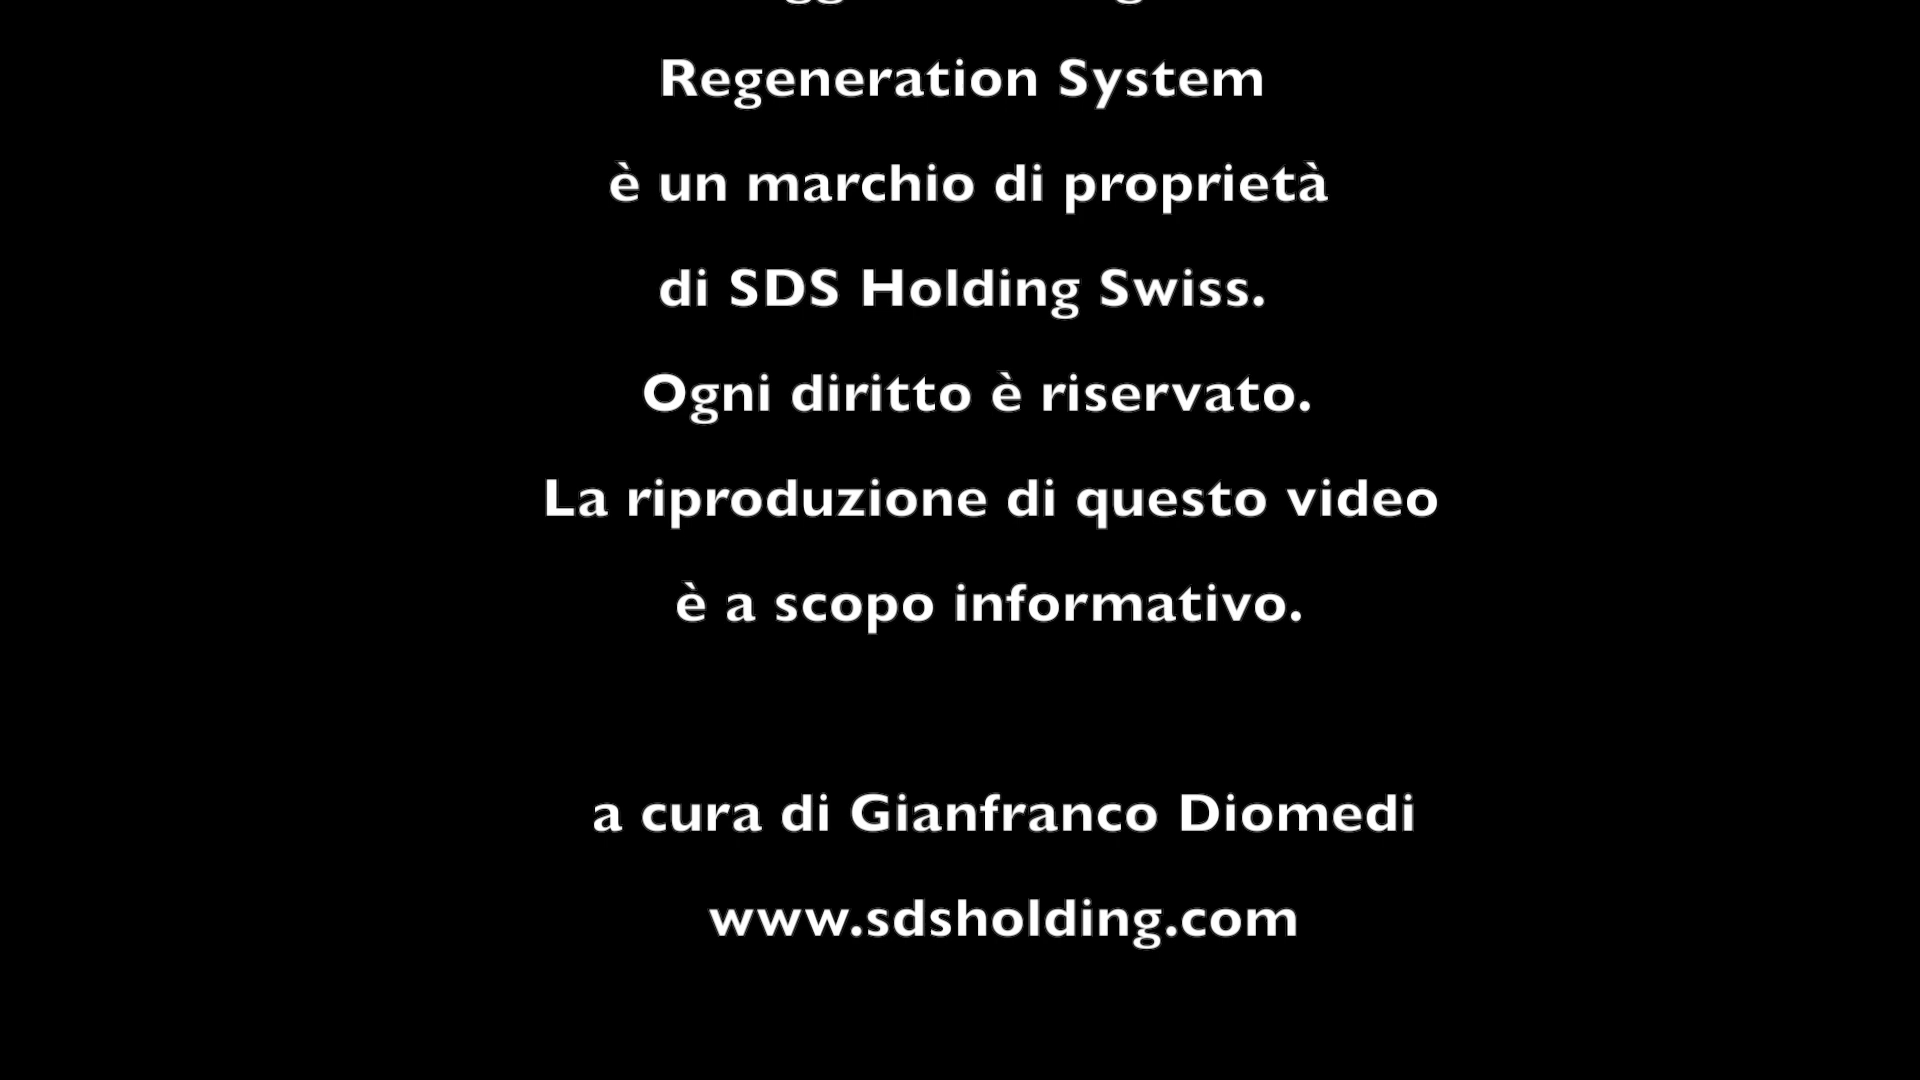 Regeneration System
è un marchio di proprietà
di SDS Holding Swiss.
Ogni diritto è riservato.
La riproduzione di questo video
è a scopo informativo.
a cura di Gianfranco Diomedi
www.sdsholding.com